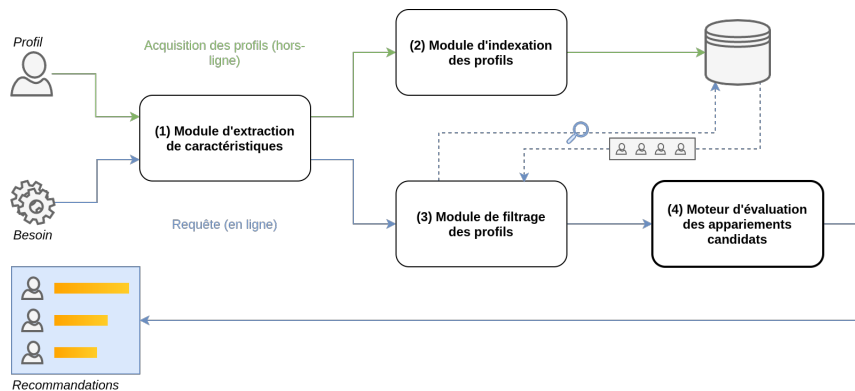 Profil
Acquisition des profils (hors-
ligne)
(2) Module d'indexation
des profils
(1) Module d'extraction
de caractéristiques
Besoin
Requête (en ligne)
(3) Module de filtrage
des profils
(4) Moteur d'évaluation
des appariements
candidats
Recommandations